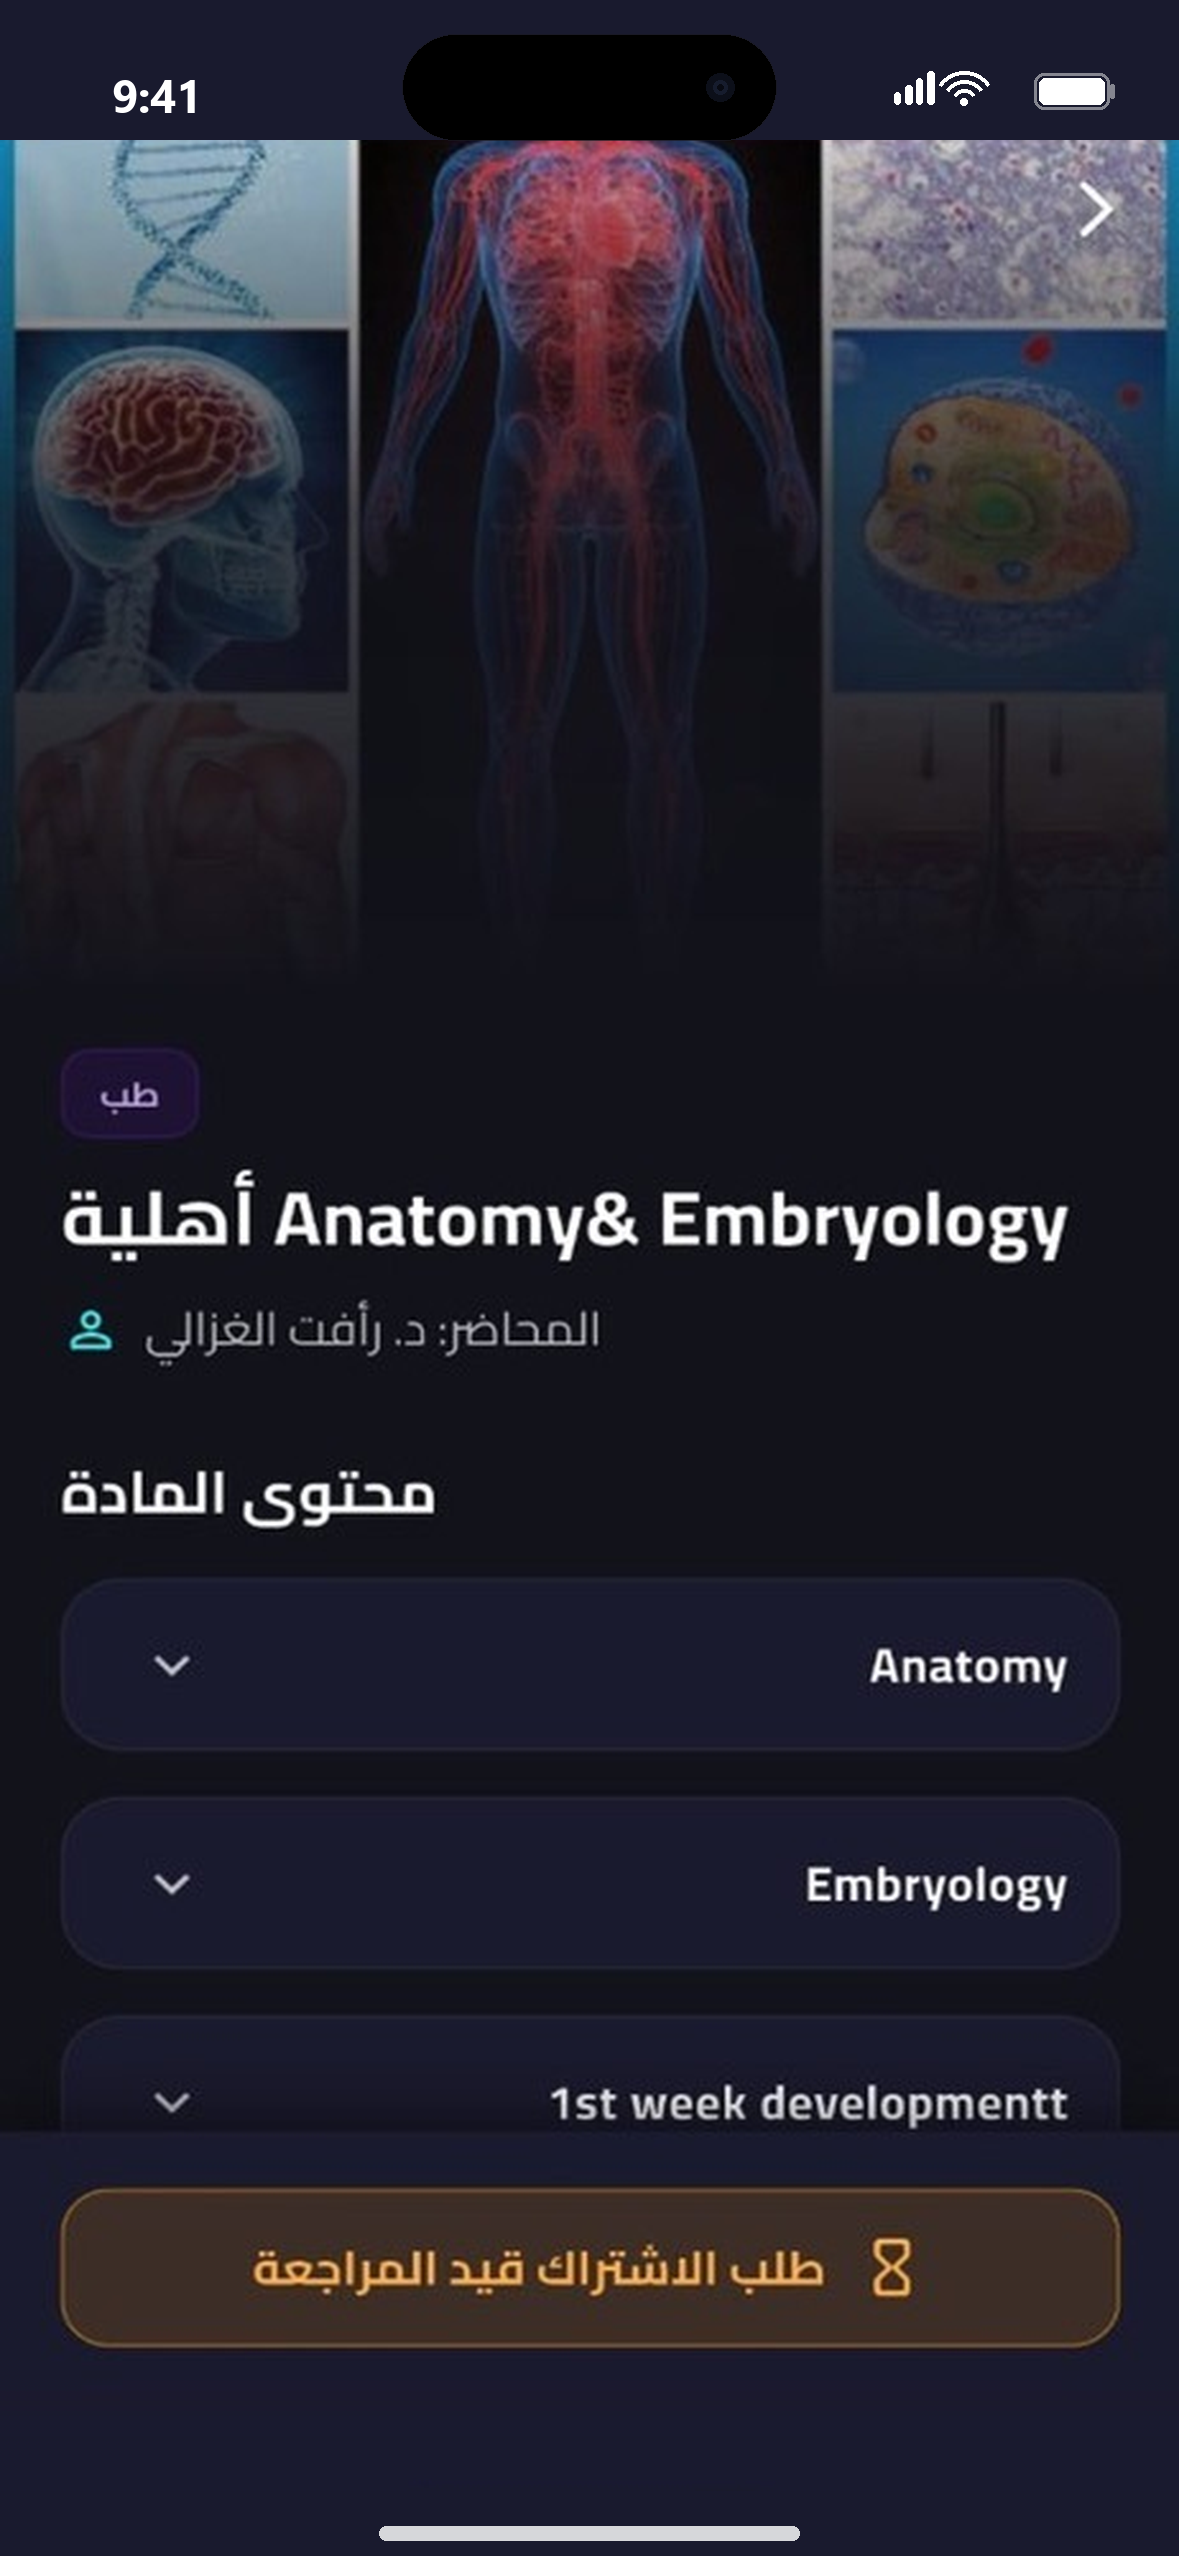 9:41
طب
أهلية Anatomy& Embryology
المحاضر: د. رأفت الغزالي
محتوى المادة
Anatomy
Embryology
1st week developmentt
طلب الاشتراك قيد المراجعة